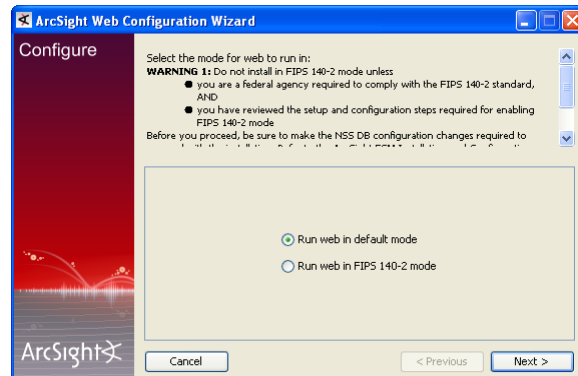 ArcSight Web Configuration Wizard
Configure
Select the mode for web to run in:
WARNING 1: Do not install in FIPS 140-2 mode unless
● you are a federal agency required to comply with the FIPS 140-2 standard,
AND
● you have reviewed the setup and configuration steps required for enabling
FIPS 140-2 mode
Before you proceed, be sure to make the NSS DB configuration changes required to
Run web in default mode
Run web in FIPS 140-2 mode
ArcSight
Cancel
< Previous
Next >